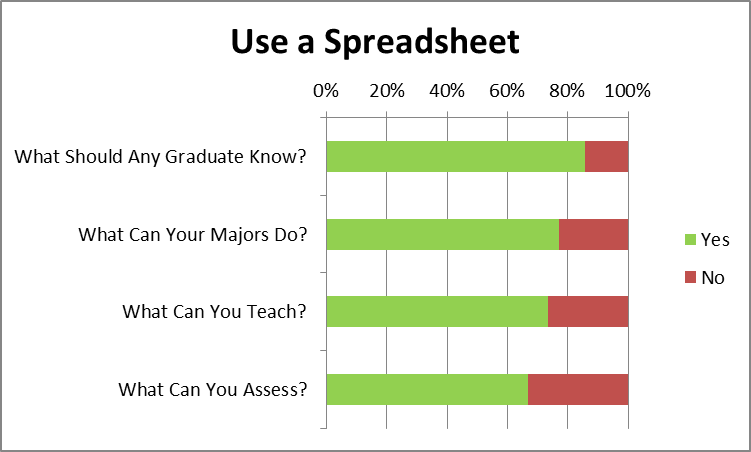 Use a Spreadsheet
0% 20% 40% 60% 80% 100%
What Should Any Graduate Know?
What Can Your Majors Do?
Yes
No
What Can You Teach?
What Can You Assess?